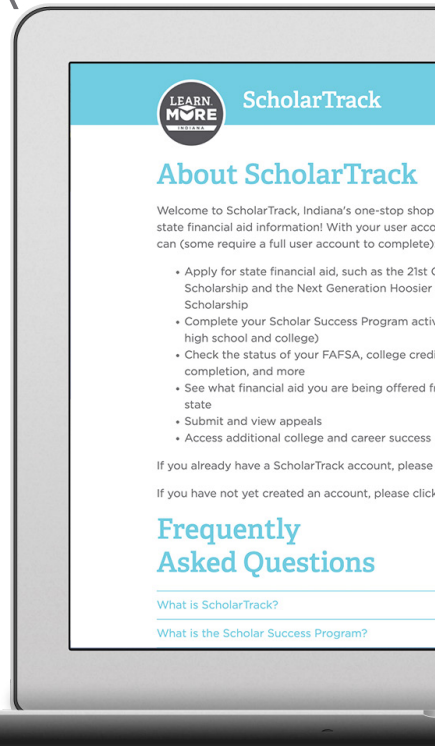 LEARN
MORE
INDIANA
ScholarTrack
About ScholarTrack
Welcome to ScholarTrack, Indiana's one-stop shop
state financial aid information! With your user acco
can (some require a full user account to complete)
• Apply for state financial aid, such as the 21st C
Scholarship and the Next Generation Hoosier
Scholarship
• Complete your Scholar Success Program activ
high school and college)
• Check the status of your FAFSA, college credi
completion, and more
• See what financial aid you are being offered fr
state
• Submit and view appeals
• Access additional college and career success
If you already have a ScholarTrack account, please
If you have not yet created an account, please click
Frequently
Asked Questions
What is ScholarTrack?
What is the Scholar Success Program?